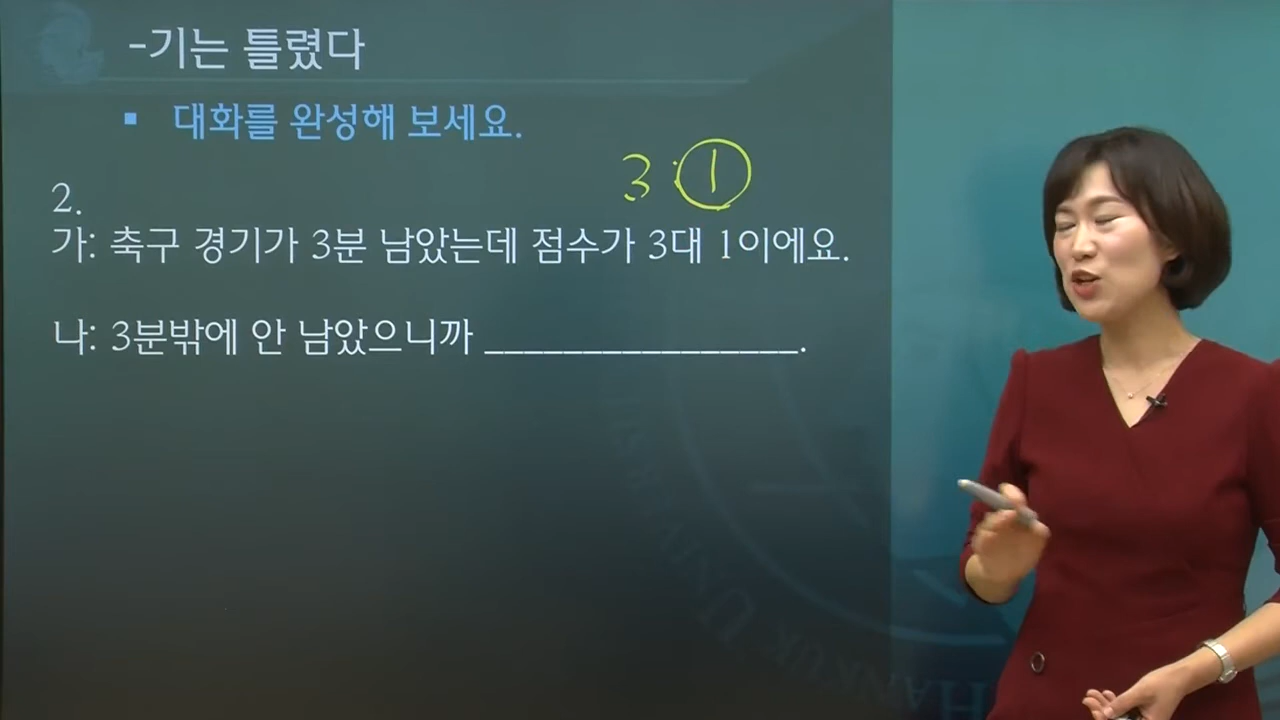 -기는 틀렸다
▪ 대화를 완성해 보세요.
3 : 1
2.
가: 축구 경기가 3분 남았는데 점수가 3대 1이에요.
나: 3분밖에 안 남았으니까 ________________.